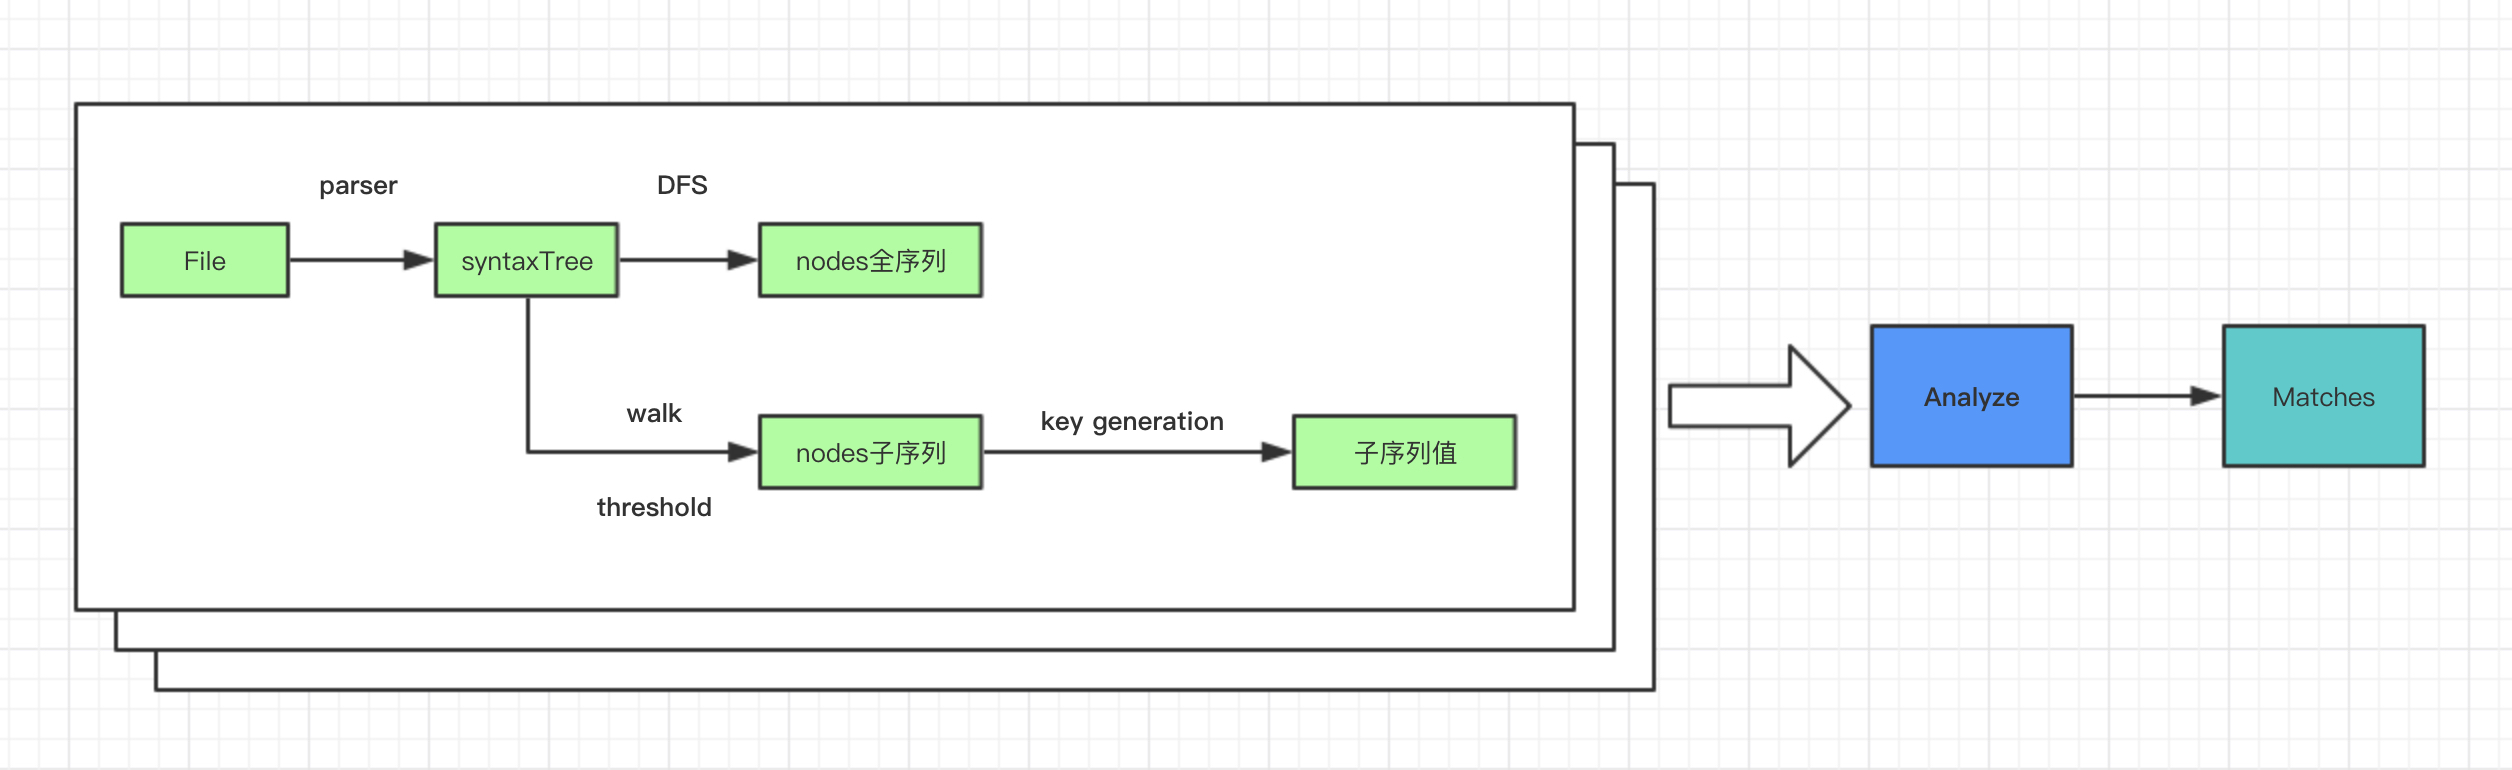 parser
DFS
File
syntaxTree
nodes全序列
walk
key generation
nodes子序列
子序列值
threshold
Analyze
Matches